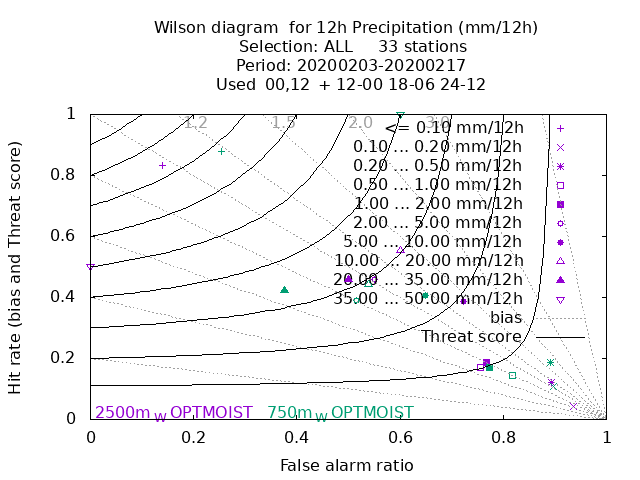 Wilson diagram  for 12h Precipitation (mm/12h)
Selection: ALL     33 stations
Period: 20200203-20200217
Used  00,12  + 12-00 18-06 24-12
Hit rate (bias and Threat score)
1
0.8
0.6
0.4
0.2
0
1.2 1.5 2.0 3.0
<= 0.10 mm/12h
0.10 ... 0.20 mm/12h
0.20 ... 0.50 mm/12h
0.50 ... 1.00 mm/12h
1.00 ... 2.00 mm/12h
2.00 ... 5.00 mm/12h
5.00 ... 10.00 mm/12h
10.00 ... 20.00 mm/12h
20.00 ... 35.00 mm/12h
35.00 ... 50.00 mm/12h
bias
Threat score
2500m_W OPTMOIST 750m_W OPTMOIST
0 0.2 0.4 0.6 0.8 1
False alarm ratio